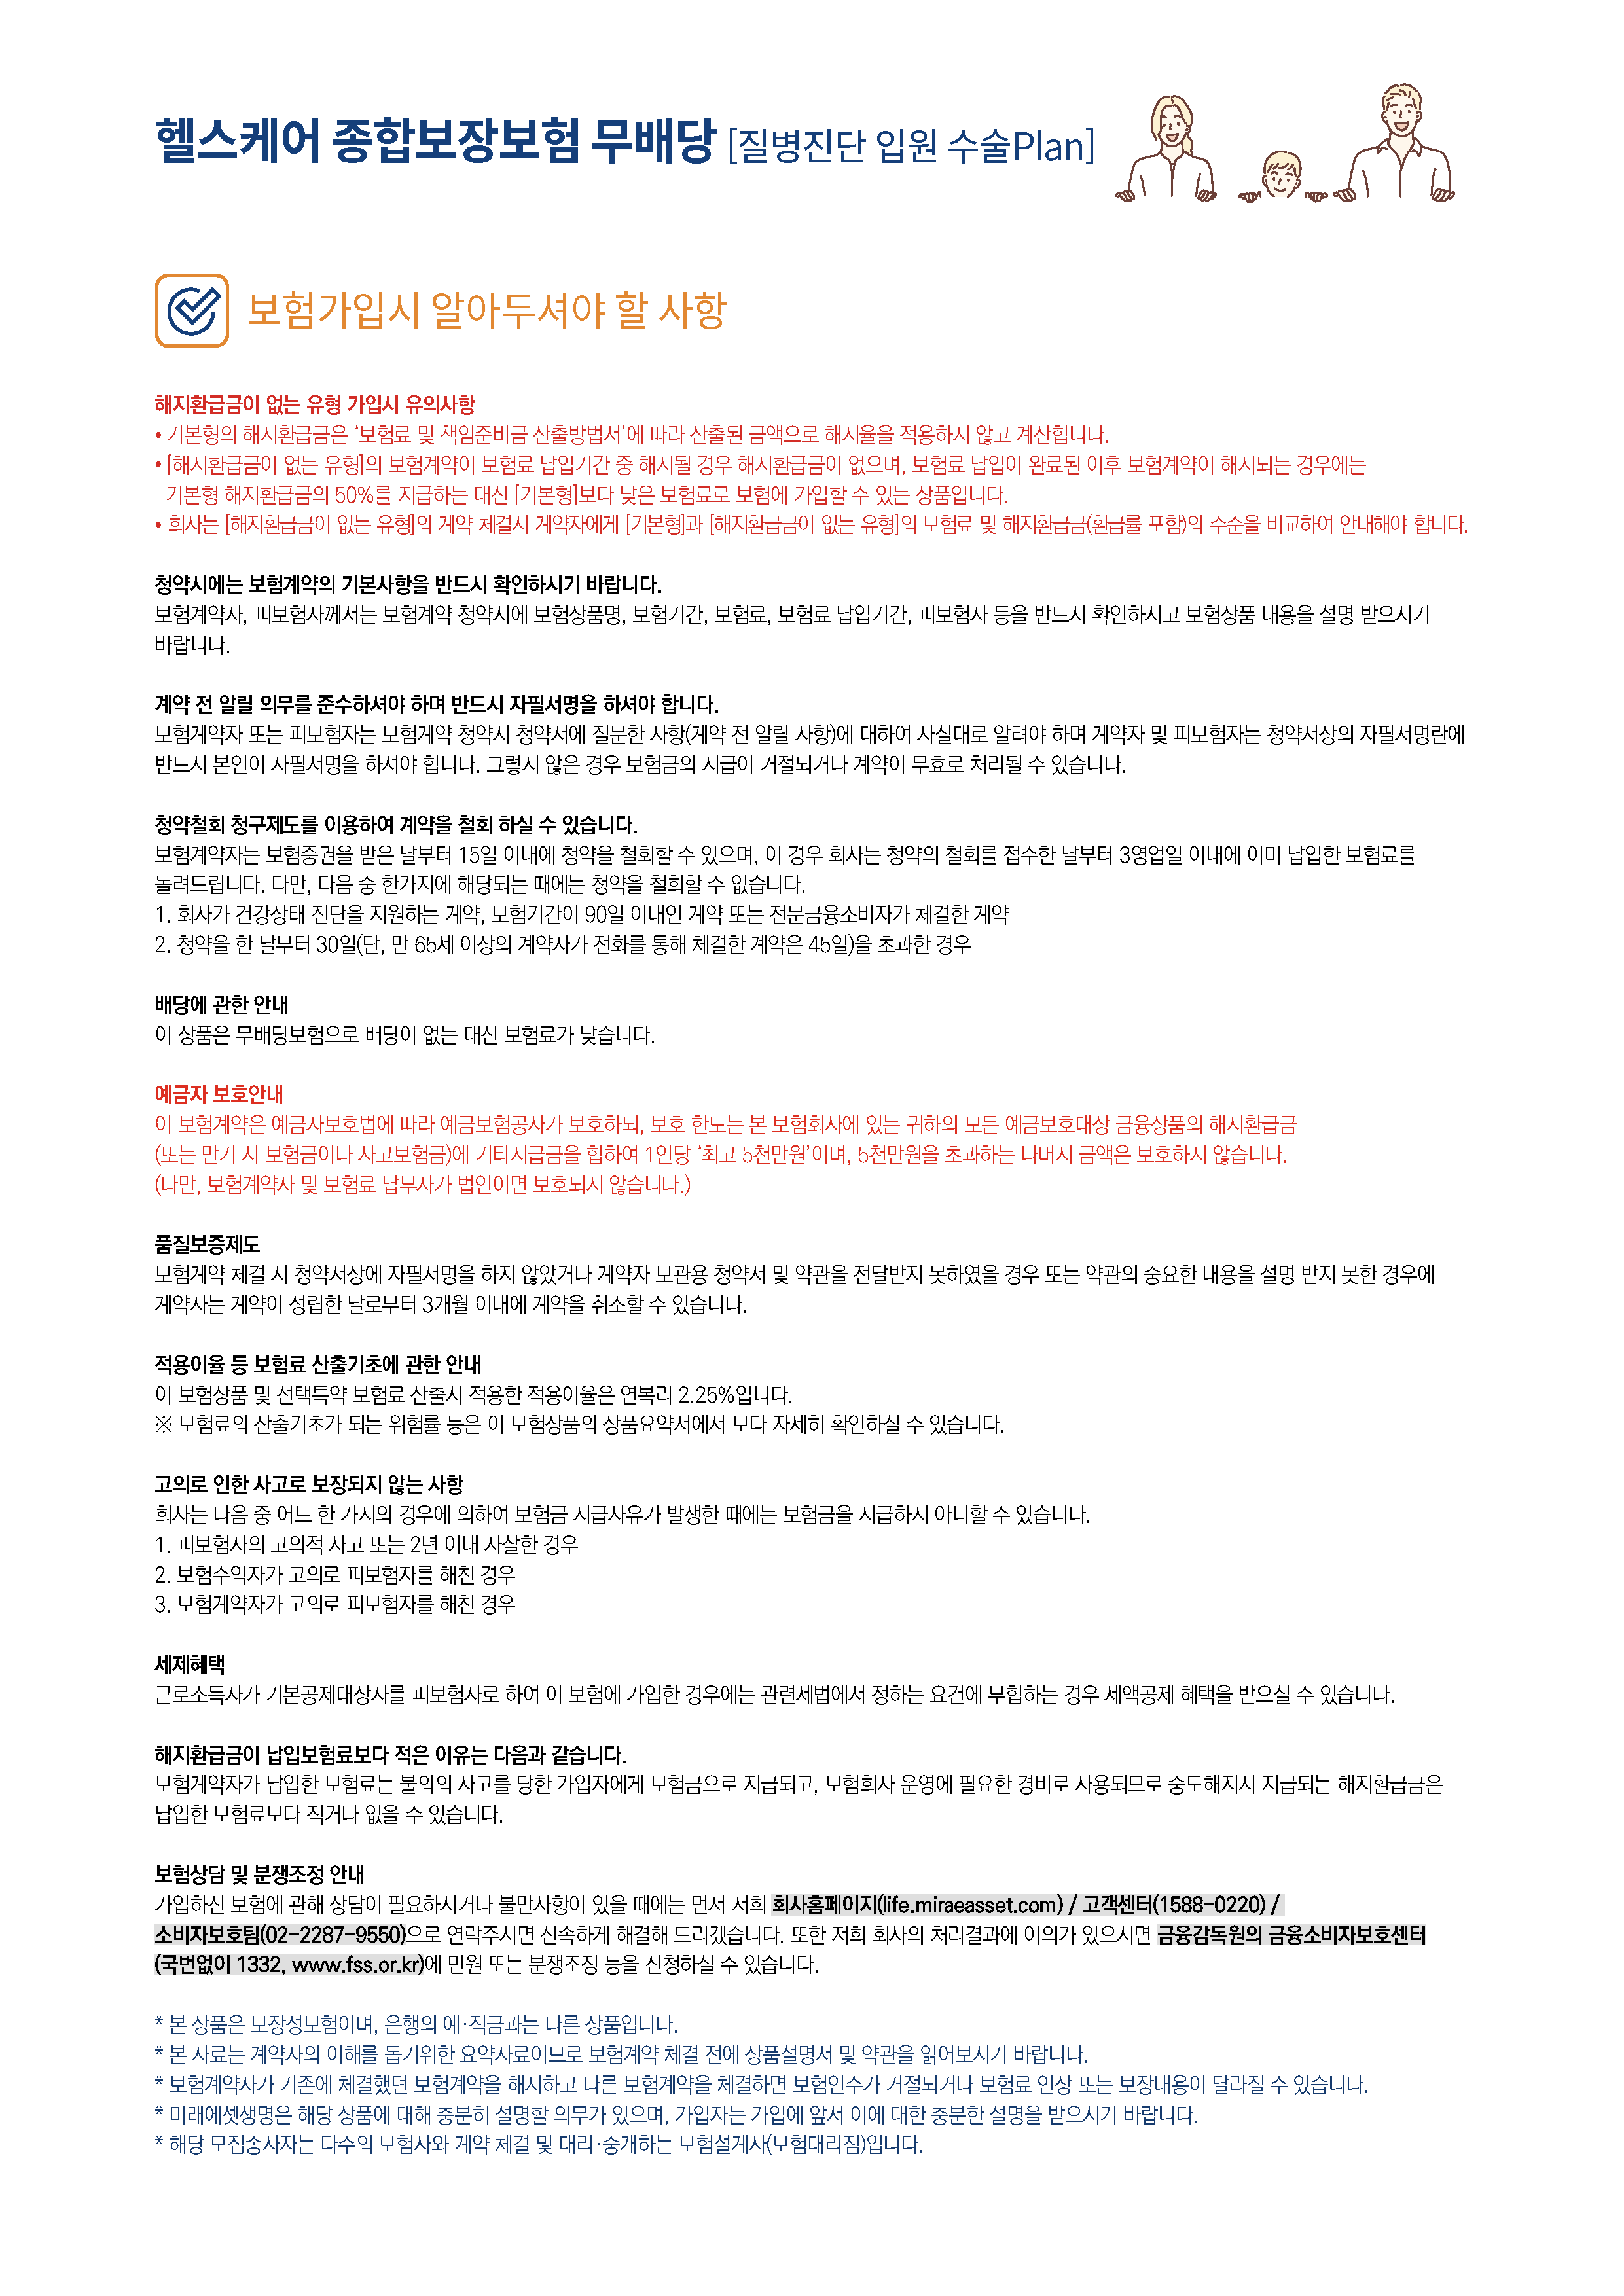 헬스케어 종합보장보험 무배당 [질병진단 입원 수술Plan]
보험가입시 알아두셔야 할 사항
해지환급금이 없는 유형 가입시 유의사항
• 기본형의 해지환급금은 ‘보험료 및 책임준비금 산출방법서’에 따라 산출된 금액으로 해지율을 적용하지 않고 계산합니다.
• [해지환급금이 없는 유형]의 보험계약이 보험료 납입기간 중 해지될 경우 해지환급금이 없으며, 보험료 납입이 완료된 이후 보험계약이 해지되는 경우에는
기본형 해지환급금의 50%를 지급하는 대신 [기본형]보다 낮은 보험료로 보험에 가입할 수 있는 상품입니다.
• 회사는 [해지환급금이 없는 유형]의 계약 체결시 계약자에게 [기본형]과 [해지환급금이 없는 유형]의 보험료 및 해지환급금(환급률 포함)의 수준을 비교하여 안내해야 합니다.
청약시에는 보험계약의 기본사항을 반드시 확인하시기 바랍니다.
보험계약자, 피보험자께서는 보험계약 청약시에 보험상품명, 보험기간, 보험료, 보험료 납입기간, 피보험자 등을 반드시 확인하시고 보험상품 내용을 설명 받으시기
바랍니다.
계약 전 알릴 의무를 준수하셔야 하며 반드시 자필서명을 하셔야 합니다.
보험계약자 또는 피보험자는 보험계약 청약시 청약서에 질문한 사항(계약 전 알릴 사항)에 대하여 사실대로 알려야 하며 계약자 및 피보험자는 청약서상의 자필서명란에
반드시 본인이 자필서명을 하셔야 합니다. 그렇지 않은 경우 보험금의 지급이 거절되거나 계약이 무효로 처리될 수 있습니다.
청약철회 청구제도를 이용하여 계약을 철회 하실 수 있습니다.
보험계약자는 보험증권을 받은 날부터 15일 이내에 청약을 철회할 수 있으며, 이 경우 회사는 청약의 철회를 접수한 날부터 3영업일 이내에 이미 납입한 보험료를
돌려드립니다. 다만, 다음 중 한가지에 해당되는 때에는 청약을 철회할 수 없습니다.
1. 회사가 건강상태 진단을 지원하는 계약, 보험기간이 90일 이내인 계약 또는 전문금융소비자가 체결한 계약
2. 청약을 한 날부터 30일(단, 만 65세 이상의 계약자가 전화를 통해 체결한 계약은 45일)을 초과한 경우
배당에 관한 안내
이 상품은 무배당보험으로 배당이 없는 대신 보험료가 낮습니다.
예금자 보호안내
이 보험계약은 예금자보호법에 따라 예금보험공사가 보호하되, 보호 한도는 본 보험회사에 있는 귀하의 모든 예금보호대상 금융상품의 해지환급금
(또는 만기 시 보험금이나 사고보험금)에 기타지급금을 합하여 1인당 ‘최고 5천만원’이며, 5천만원을 초과하는 나머지 금액은 보호하지 않습니다.
(다만, 보험계약자 및 보험료 납부자가 법인이면 보호되지 않습니다.)
품질보증제도
보험계약 체결 시 청약서상에 자필서명을 하지 않았거나 계약자 보관용 청약서 및 약관을 전달받지 못하였을 경우 또는 약관의 중요한 내용을 설명 받지 못한 경우에
계약자는 계약이 성립한 날로부터 3개월 이내에 계약을 취소할 수 있습니다.
적용이율 등 보험료 산출기초에 관한 안내
이 보험상품 및 선택특약 보험료 산출시 적용한 적용이율은 연복리 2.25%입니다.
※ 보험료의 산출기초가 되는 위험률 등은 이 보험상품의 상품요약서에서 보다 자세히 확인하실 수 있습니다.
고의로 인한 사고로 보장되지 않는 사항
회사는 다음 중 어느 한 가지의 경우에 의하여 보험금 지급사유가 발생한 때에는 보험금을 지급하지 아니할 수 있습니다.
1. 피보험자의 고의적 사고 또는 2년 이내 자살한 경우
2. 보험수익자가 고의로 피보험자를 해친 경우
3. 보험계약자가 고의로 피보험자를 해친 경우
세제혜택
근로소득자가 기본공제대상자를 피보험자로 하여 이 보험에 가입한 경우에는 관련세법에서 정하는 요건에 부합하는 경우 세액공제 혜택을 받으실 수 있습니다.
해지환급금이 납입보험료보다 적은 이유는 다음과 같습니다.
보험계약자가 납입한 보험료는 불의의 사고를 당한 가입자에게 보험금으로 지급되고, 보험회사 운영에 필요한 경비로 사용되므로 중도해지시 지급되는 해지환급금은
납입한 보험료보다 적거나 없을 수 있습니다.
보험상담 및 분쟁조정 안내
가입하신 보험에 관해 상담이 필요하시거나 불만사항이 있을 때에는 먼저 저희 회사홈페이지(life.miraeasset.com) / 고객센터(1588-0220) /
소비자보호팀(02-2287-9550)으로 연락주시면 신속하게 해결해 드리겠습니다. 또한 저희 회사의 처리결과에 이의가 있으시면 금융감독원의 금융소비자보호센터
(국번없이 1332, www.fss.or.kr)에 민원 또는 분쟁조정 등을 신청하실 수 있습니다.
* 본 상품은 보장성보험이며, 은행의 예·적금과는 다른 상품입니다.
* 본 자료는 계약자의 이해를 돕기위한 요약자료이므로 보험계약 체결 전에 상품설명서 및 약관을 읽어보시기 바랍니다.
* 보험계약자가 기존에 체결했던 보험계약을 해지하고 다른 보험계약을 체결하면 보험인수가 거절되거나 보험료 인상 또는 보장내용이 달라질 수 있습니다.
* 미래에셋생명은 해당 상품에 대해 충분히 설명할 의무가 있으며, 가입자는 가입에 앞서 이에 대한 충분한 설명을 받으시기 바랍니다.
* 해당 모집종사자는 다수의 보험사와 계약 체결 및 대리·중개하는 보험설계사(보험대리점)입니다.